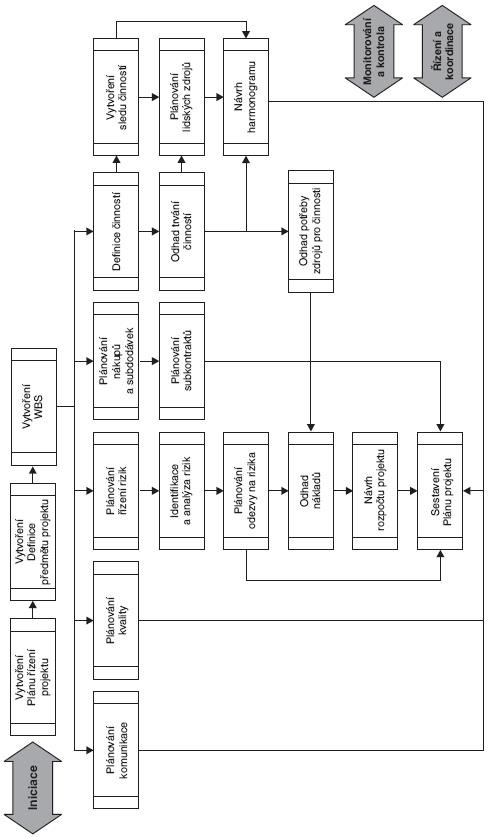 Iniciace
Vytvoření
Plánu řízení
projektu
Vytvoření
Definice
předmětu projektu
Vytvoření
WBS
Plánování
komunikace
Plánování
kvality
Plánování
řízení rizik
Plánování
nákupů
a subdodávek
Definice činností
Vytvoření
sledu činností
Identifikace
a analýza rizik
Plánování
subkontraktů
Odhad trvání
činností
Plánování
lidských zdrojů
Plánování
odezvy na rizika
Návrh
harmonogramu
Odhad
nákladů
Odhad potřeby
zdrojů pro činnosti
Návrh
rozpočtu projektu
Sestavení
Plánu projektu
Monitorování
a kontrola
Řízení a
koordinace